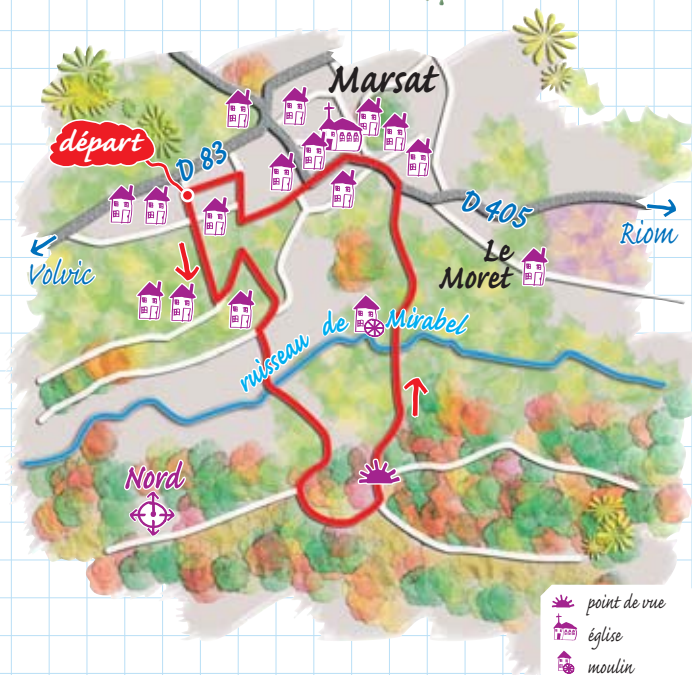 Marsat
départ
D 83
D 405
Riom
Volvic
Le
Moret
ruisseau de Mirabel
Nord
point de vue
église
moulin